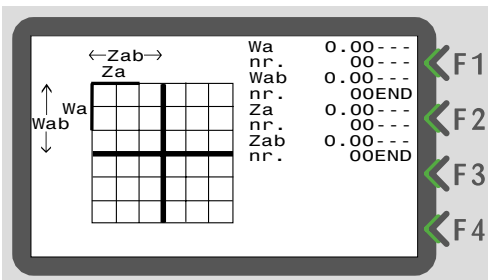 Zab
Za
Wa
Wab
Wa 0.00---
nr. 00---
Wab 0.00---
nr. 00END
Za 0.00---
nr. 00---
Zab 0.00---
nr. 00END
F1
F2
F3
F4